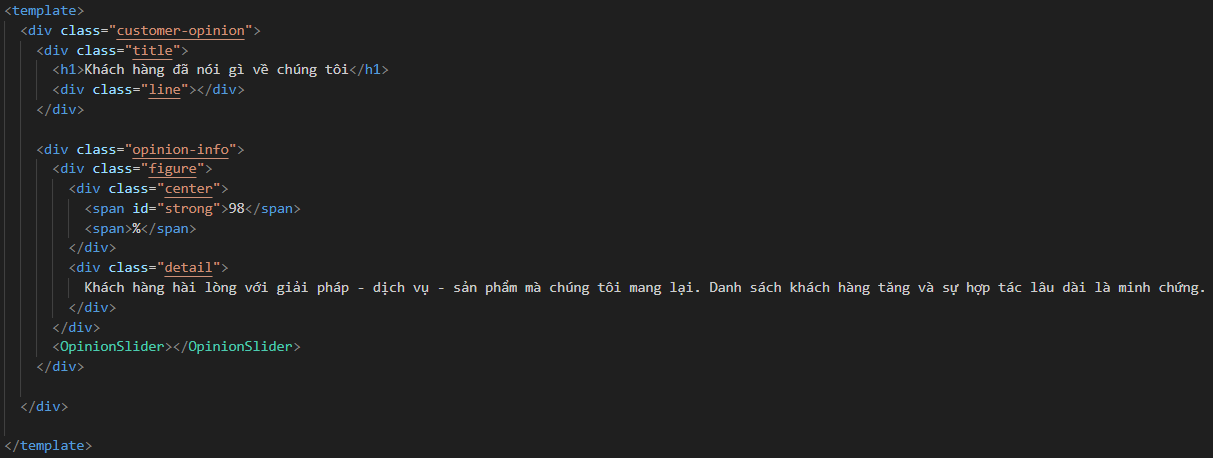 <template>
  <div class="customer-opinion">
    <div class="title">
      <h1>Khách hàng đã nói gì về chúng tôi</h1>
      <div class="line"></div>
    </div>

    <div class="opinion-info">
      <div class="figure">
        <div class="center">
          <span id="strong">98</span>
          <span>%</span>
        </div>
        <div class="detail">
          Khách hàng hài lòng với giải pháp - dịch vụ - sản phẩm mà chúng tôi mang lại. Danh sách khách hàng tăng và sự hợp tác lâu dài là minh chứng.
        </div>
      </div>
      <OpinionSlider></OpinionSlider>
    </div>

  </div>

</template>